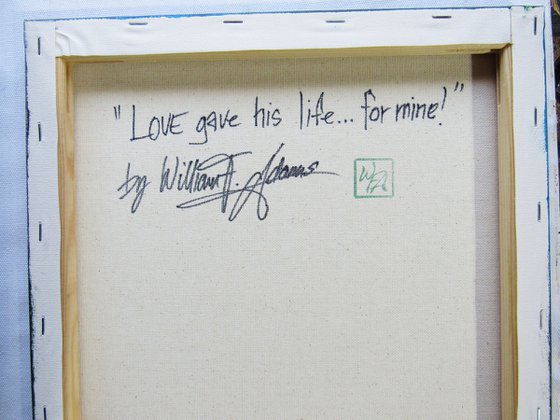 "LOVE gave his life... for mine!"
by William F. Adams